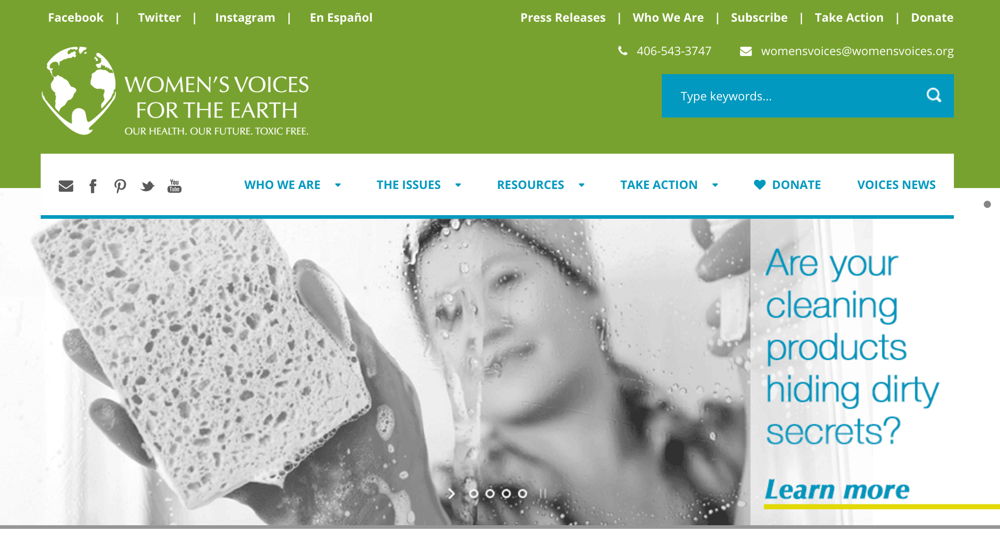 Facebook | Twitter | Instagram | En Español
Press Releases | Who We Are | Subscribe | Take Action | Donate
406-543-3747 womensvoices@womensvoices.org
WOMEN'S VOICES
FOR THE EARTH
OUR HEALTH. OUR FUTURE. TOXIC FREE.
Type keywords...
You
Tube
WHO WE ARE THE ISSUES RESOURCES TAKE ACTION DONATE VOICES NEWS
Are your
cleaning
products
hiding dirty
secrets?
Learn more